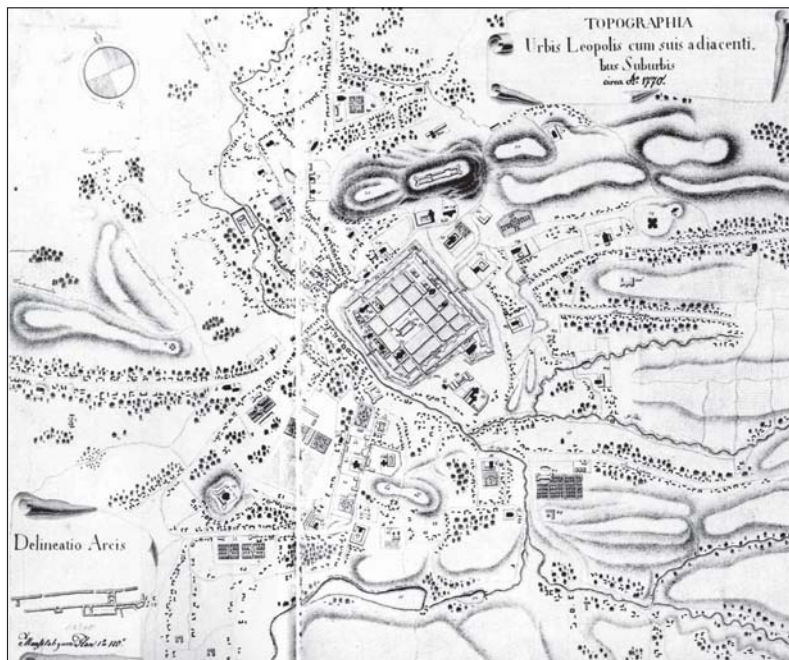 TOPOGRAPHIA
Urbis Leopolis cum suis adiacenti,
bus Suburbis
circa Aº 1770.
Delineatio Arcis